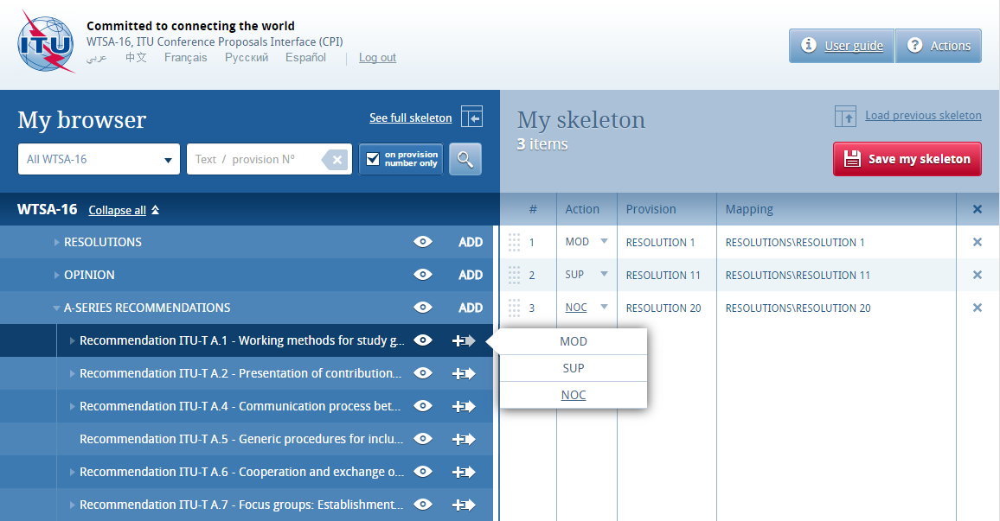 ITU
Committed to connecting the world
WTSA-16, ITU Conference Proposals Interface (CPI)
عربي 中文 Français Русский Español Log out
User guide
Actions
My browser
See full skeleton
My skeleton
3 items
Load previous skeleton
All WTSA-16
Text / provision Nº
on provision
number only
Save my skeleton
WTSA-16 Collapse all
# Action Provision Mapping
RESOLUTIONS ADD
1 MOD RESOLUTION 1 RESOLUTIONS\RESOLUTION 1
OPINION ADD
2 SUP RESOLUTION 11 RESOLUTIONS\RESOLUTION 11
A-SERIES RECOMMENDATIONS ADD
3 NOC RESOLUTION 20 RESOLUTIONS\RESOLUTION 20
Recommendation ITU-T A.1 - Working methods for study g...
MOD
SUP
NOC
Recommendation ITU-T A.2 - Presentation of contribution...
Recommendation ITU-T A.4 - Communication process bet...
Recommendation ITU-T A.5 - Generic procedures for inclu...
Recommendation ITU-T A.6 - Cooperation and exchange o...
Recommendation ITU-T A.7 - Focus groups: Establishment...